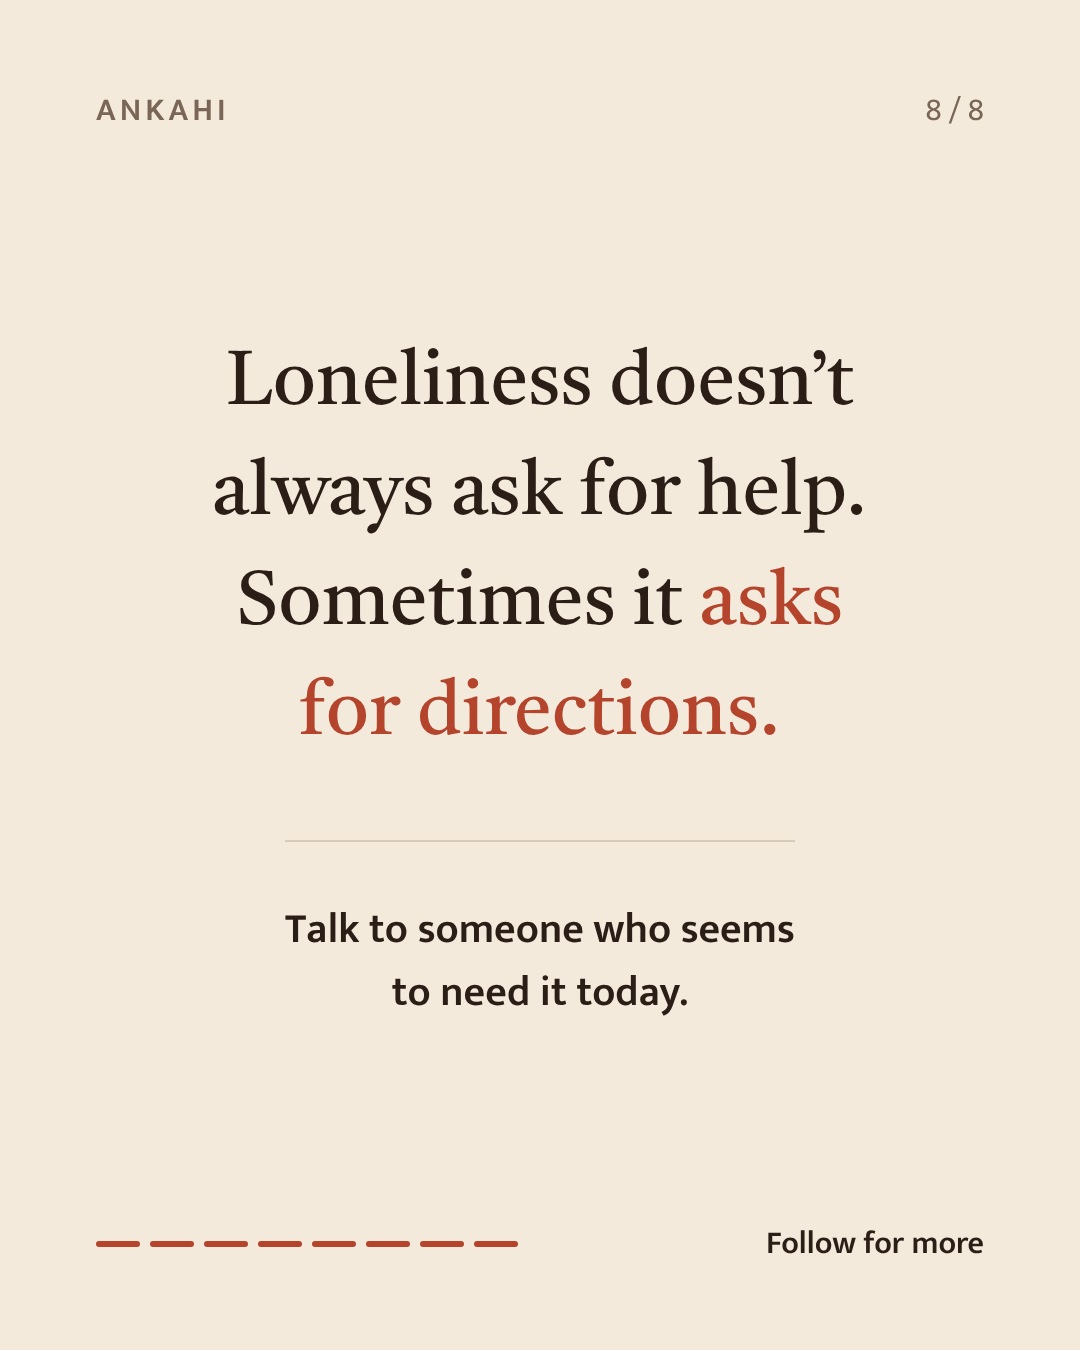 ANKAHI
8 / 8
Loneliness doesn’t
always ask for help.
Sometimes it asks
for directions.
Talk to someone who seems
to need it today.
Follow for more